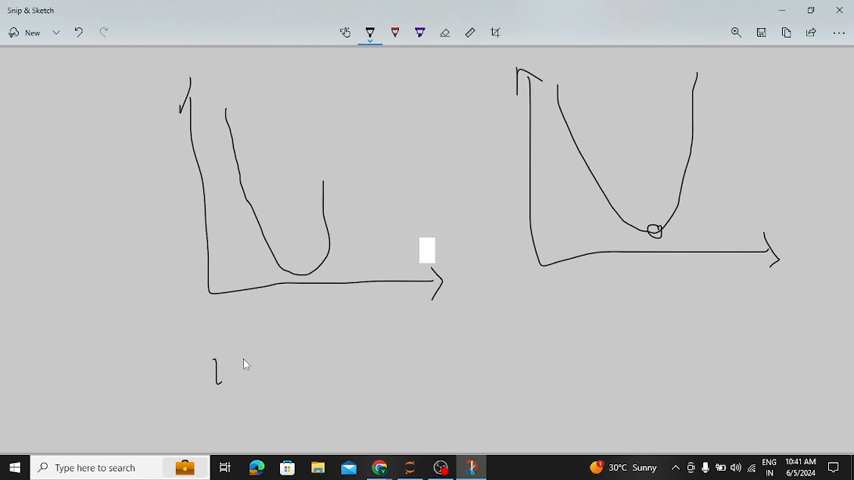 Snip & Sketch
New
l
Type here to search
30°C Sunny
ENG
IN
10:41 AM
6/5/2024